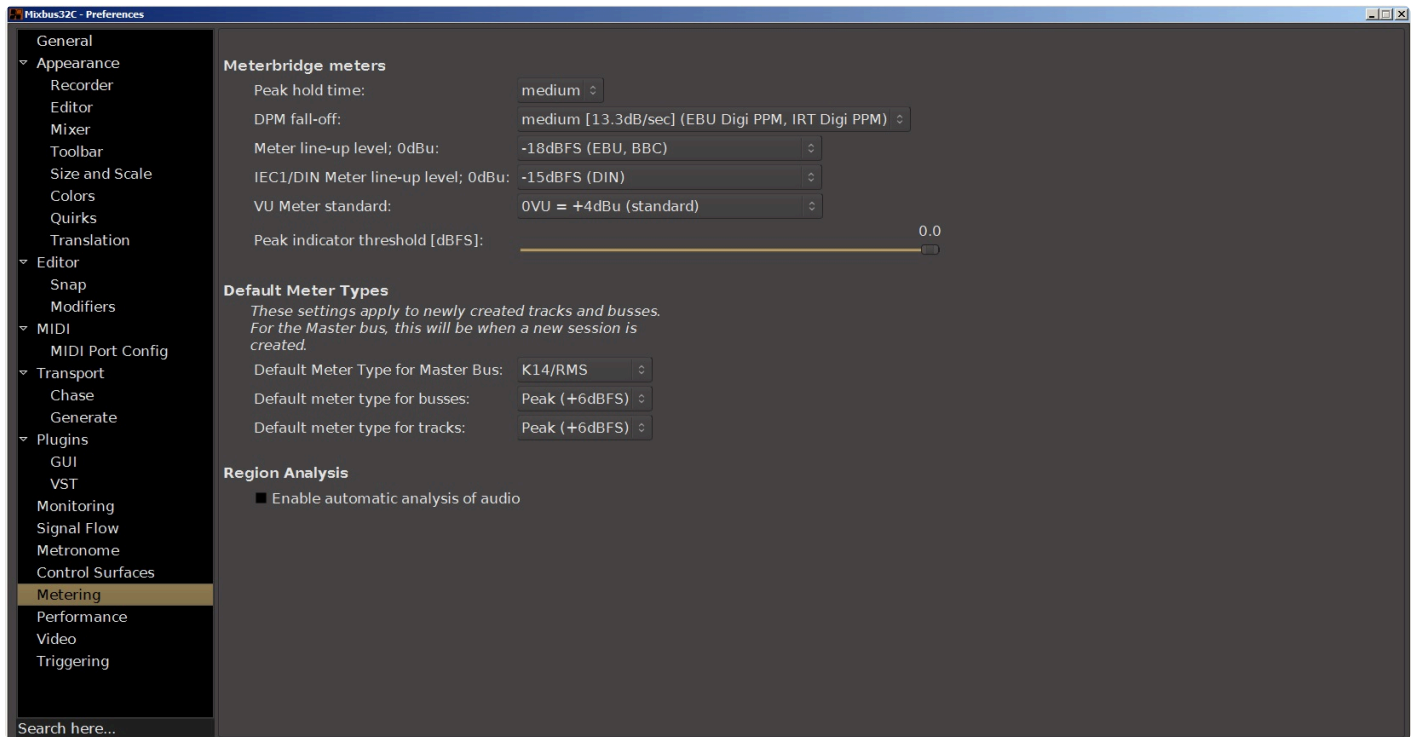 Mixbus32C - Preferences
General
Appearance
Recorder
Editor
Mixer
Toolbar
Size and Scale
Colors
Quirks
Translation
Editor
Snap
Modifiers
MIDI
MIDI Port Config
Transport
Chase
Generate
Plugins
GUI
VST
Monitoring
Signal Flow
Metronome
Control Surfaces
Metering
Performance
Video
Triggering
Search here...
Meterbridge meters
Peak hold time: medium
DPM fall-off: medium [13.3dB/sec] (EBU Digi PPM, IRT Digi PPM)
Meter line-up level; 0dBu: -18dBFS (EBU, BBC)
IEC1/DIN Meter line-up level; 0dBu: -15dBFS (DIN)
VU Meter standard: 0VU = +4dBu (standard)
Peak indicator threshold [dBFS]: 0.0
Default Meter Types
These settings apply to newly created tracks and busses.
For the Master bus, this will be when a new session is
created.
Default Meter Type for Master Bus: K14/RMS
Default meter type for busses: Peak (+6dBFS)
Default meter type for tracks: Peak (+6dBFS)
Region Analysis
Enable automatic analysis of audio